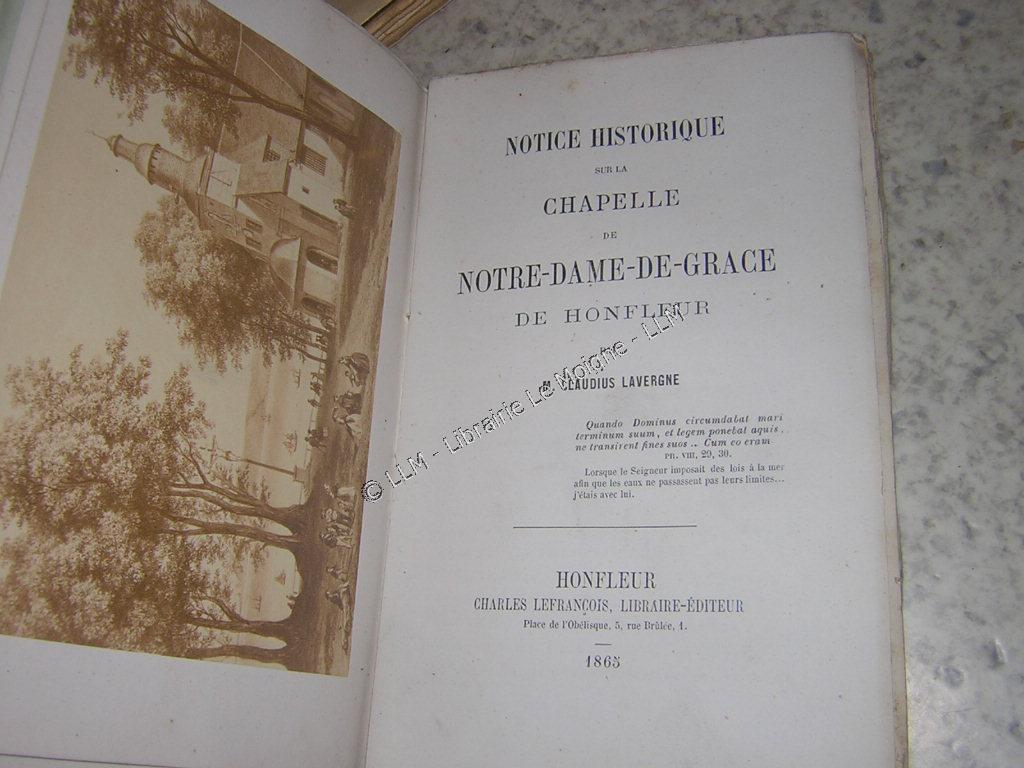 NOTICE HISTORIQUE
SUR LA
CHAPELLE
DE
NOTRE-DAME-DE-GRACE
DE HONFLEUR
M CLAUDIUS LAVERGNE
Quando Dominus circumdabat mari
terminum suum, et legem ponebat aquis,
ne transirent fines suos .. Cum eo eram
PR. VIII, 29, 30.
Lorsque le Seigneur imposait des lois à la mer
afin que les eaux ne passassent pas leurs limites...
j'étais avec lui.
HONFLEUR
CHARLES LEFRANÇOIS, LIBRAIRE-ÉDITEUR
Place de l'Obélisque, 5, rue Brûlée, 1.
1865
© LLM - Librairie Le Moigne - LLM